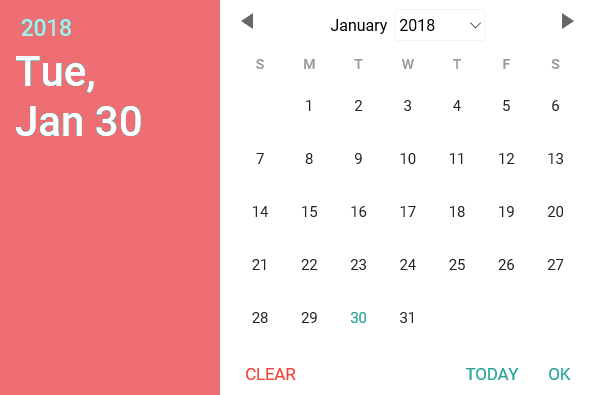 2018
Tue,
Jan 30
January 2018
S M T W T F S
1 2 3 4 5 6
7 8 9 10 11 12 13
14 15 16 17 18 19 20
21 22 23 24 25 26 27
28 29 30 31
CLEAR TODAY OK